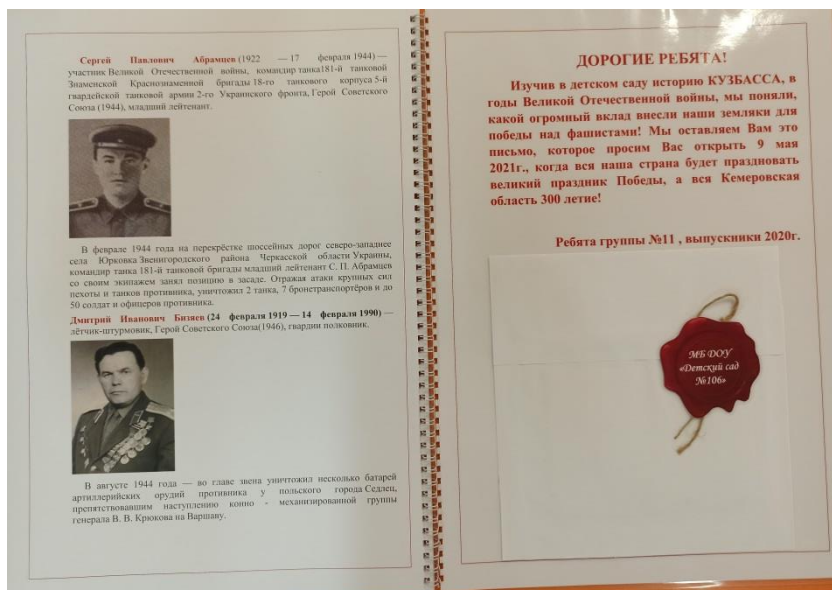 Сергей Павлович Абрамцев (1922 — 17 февраля 1944) —
участник Великой Отечественной войны, командир танка181-й танковой
Знаменской Краснознаменной бригады 18-го танкового корпуса 5-й
гвардейской танковой армии 2-го Украинского фронта, Герой Советского
Союза (1944), младший лейтенант.
В феврале 1944 года на перекрёстке шоссейных дорог северо-западнее
села Юрковка Звенигородского района Черкасской области Украины,
командир танка 181-й танковой бригады младший лейтенант С. П. Абрамцев
со своим экипажем занял позицию в засаде. Отражая атаки крупных сил
пехоты и танков противника, уничтожил 2 танка, 7 бронетранспортёров и до
50 солдат и офицеров противника.
Дмитрий Иванович Бизяев (24 февраля 1919 — 14 февраля 1990) —
лётчик-штурмовик, Герой Советского Союза(1946), гвардии полковник.
В августе 1944 года — во главе звена уничтожил несколько батарей
артиллерийских орудий противника у польского города Седлец,
препятствовавшим наступлению конно - механизированной группы
генерала В. В. Крюкова на Варшаву.
ДОРОГИЕ РЕБЯТА!
Изучив в детском саду историю КУЗБАССА, в
годы Великой Отечественной войны, мы поняли,
какой огромный вклад внесли наши земляки для
победы над фашистами! Мы оставляем Вам это
письмо, которое просим Вас открыть 9 мая
2021г., когда вся наша страна будет праздновать
великий праздник Победы, а вся Кемеровская
область 300 летие!
Ребята группы №11 , выпускники 2020г.
МБ ДОУ
«Детский сад
№106»